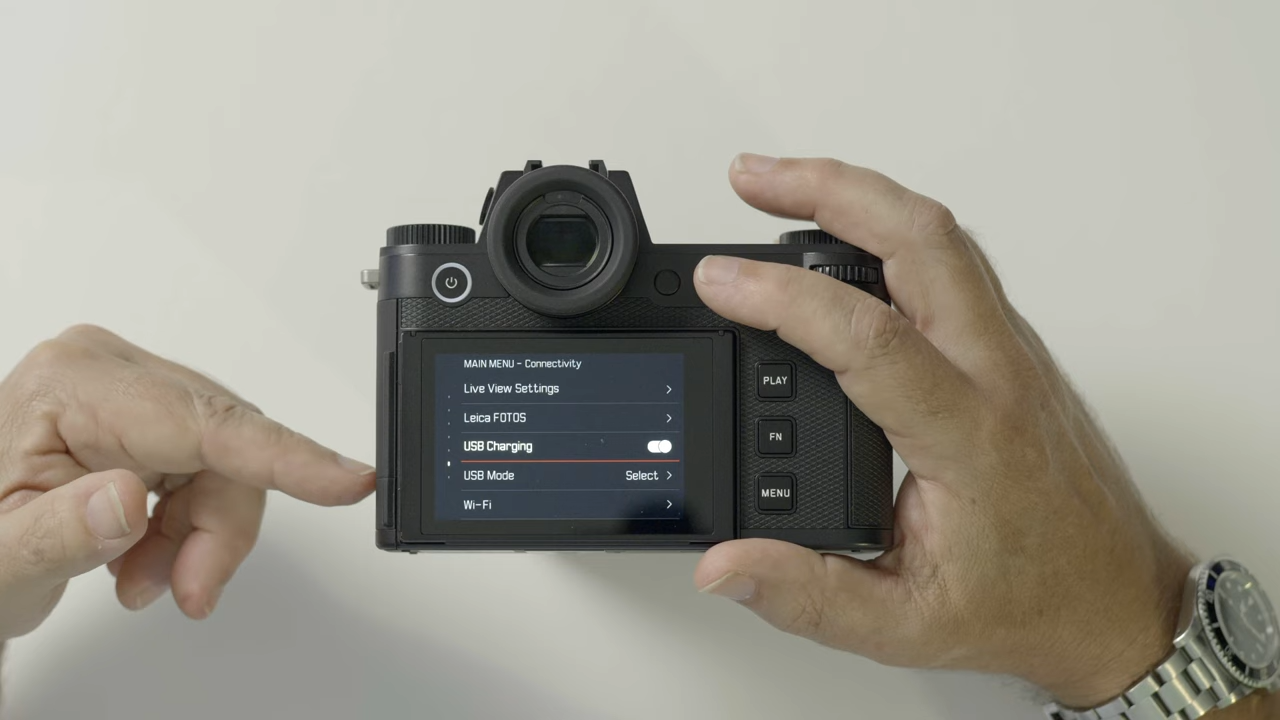 MAIN MENU - Connectivity
Live View Settings
Leica FOTOS
USB Charging
USB Mode Select
Wi-Fi
PLAY
FN
MENU